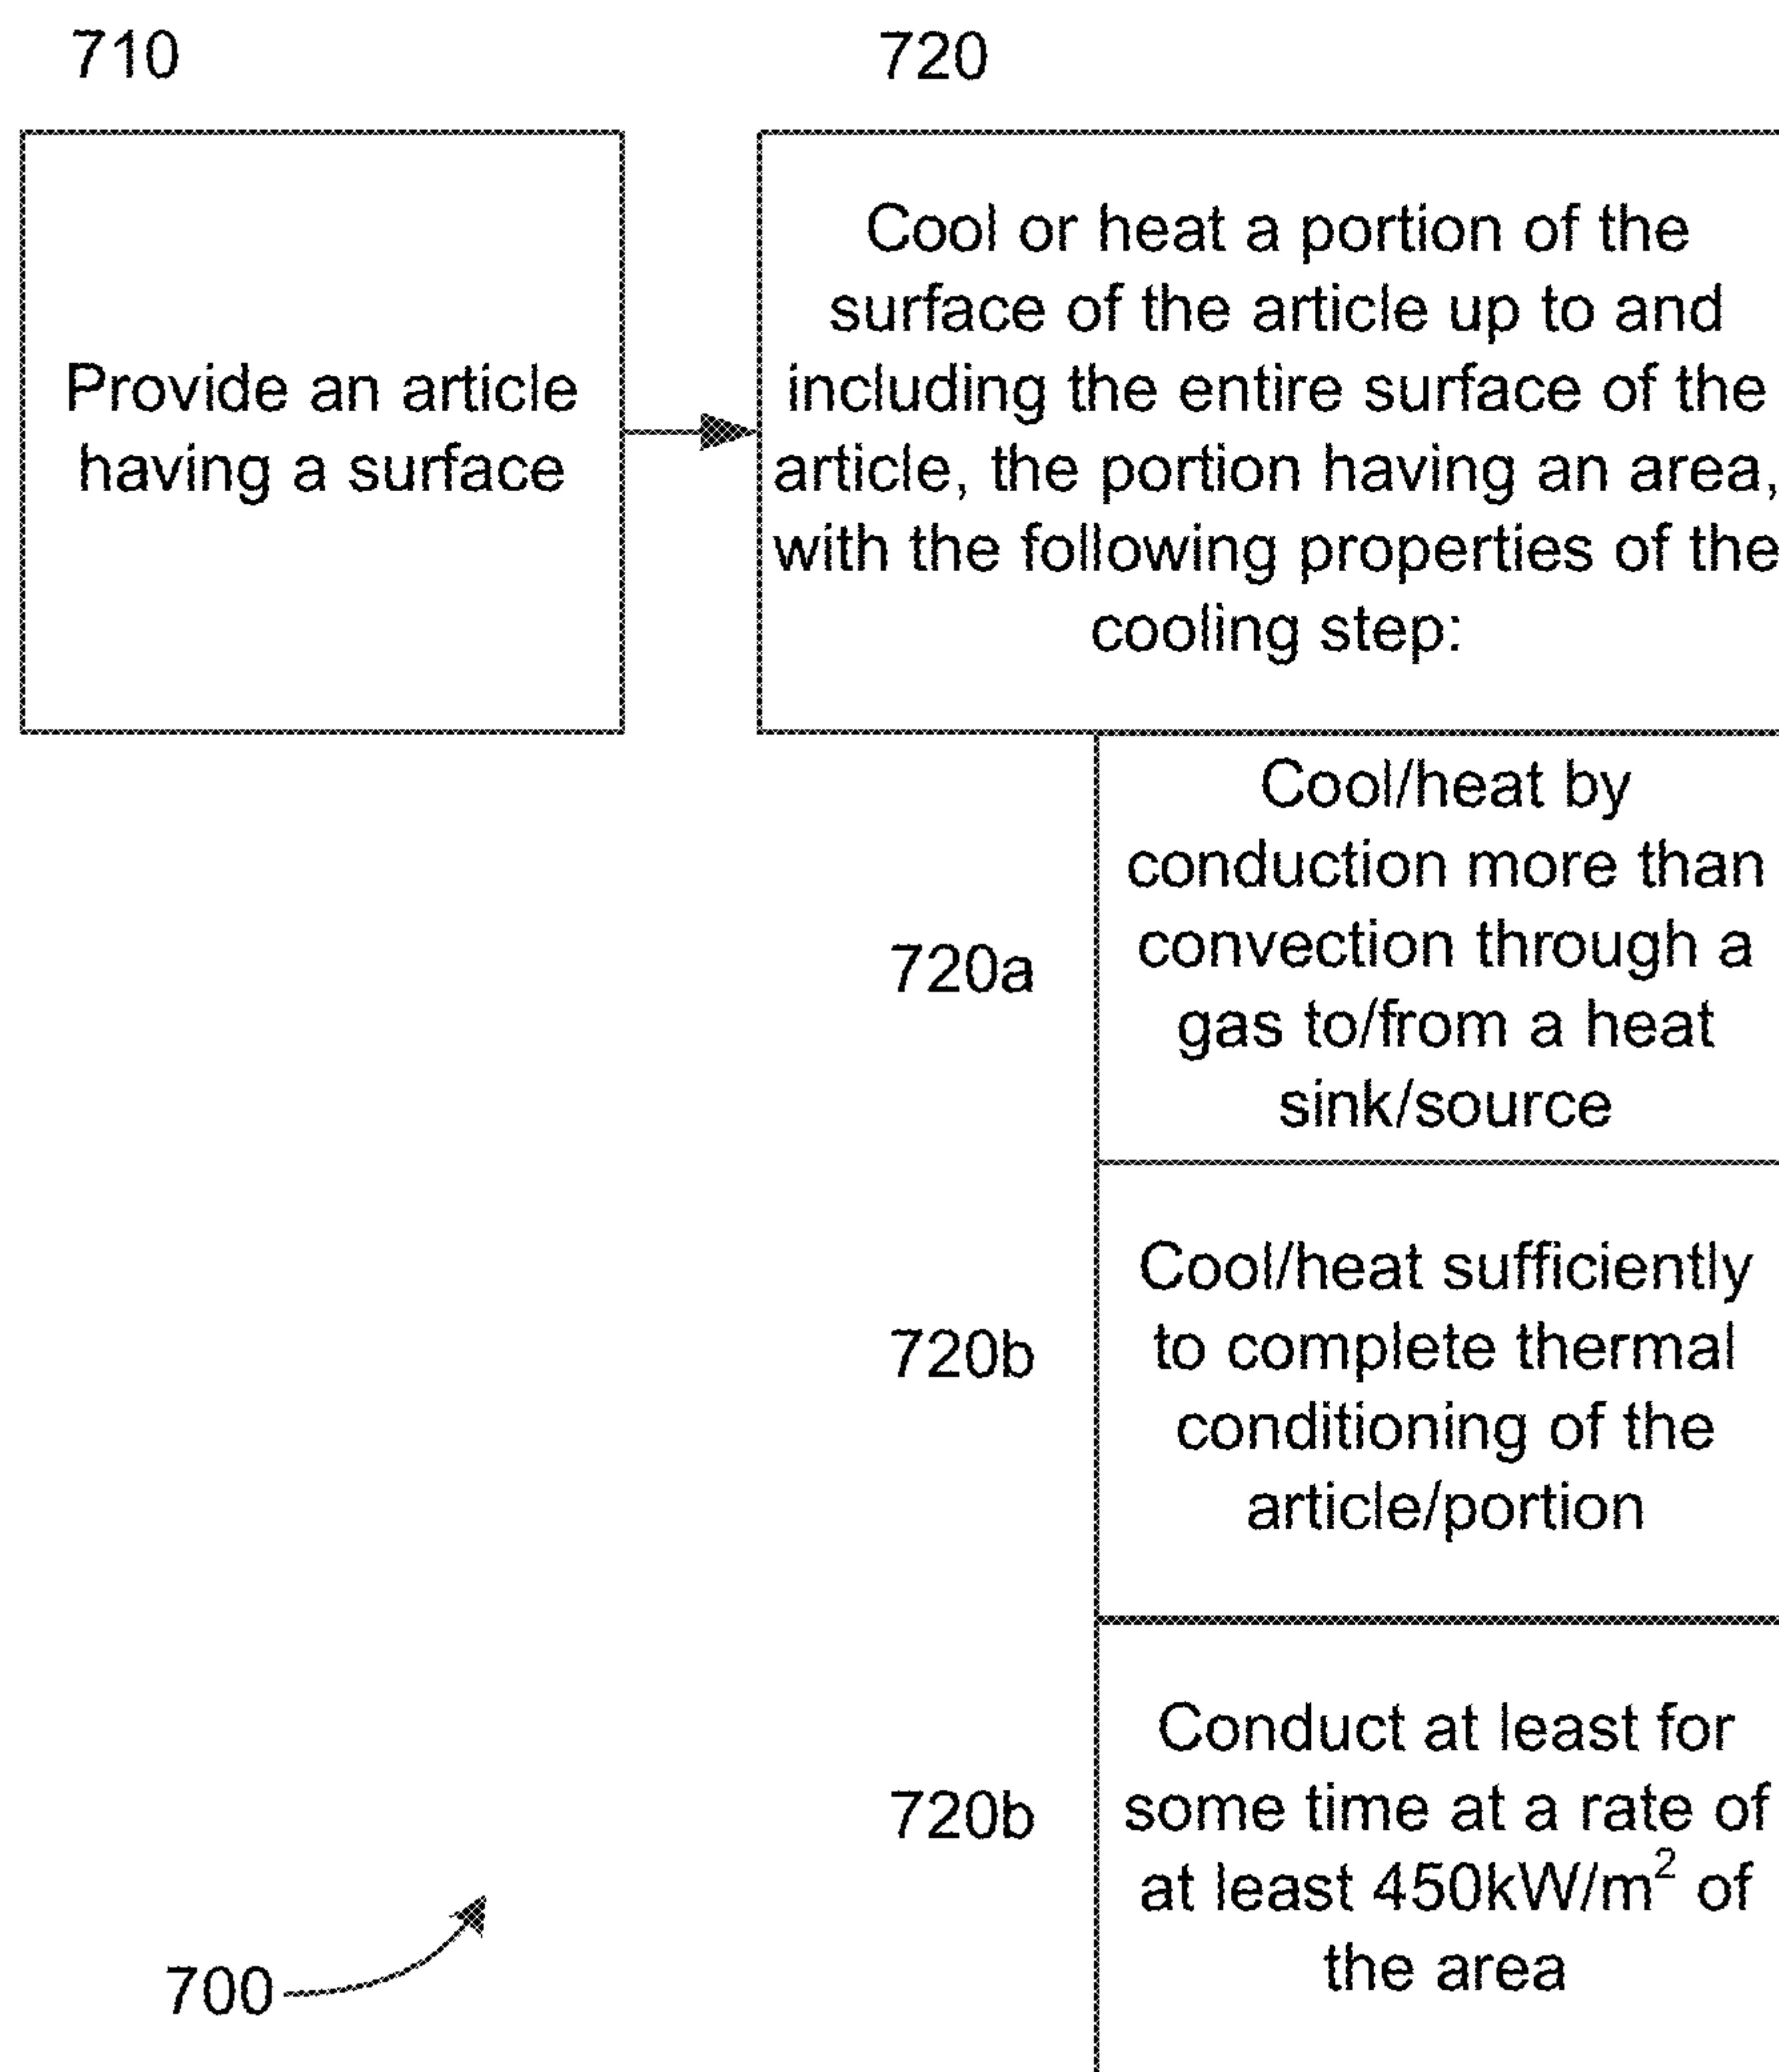 710
720
Provide an article
having a surface
Cool or heat a portion of the
surface of the article up to and
including the entire surface of the
article, the portion having an area,
with the following properties of the
cooling step:
720a
Cool/heat by
conduction more than
convection through a
gas to/from a heat
sink/source
720b
Cool/heat sufficiently
to complete thermal
conditioning of the
article/portion
720b
Conduct at least for
some time at a rate of
at least 450kW/m² of
the area
700